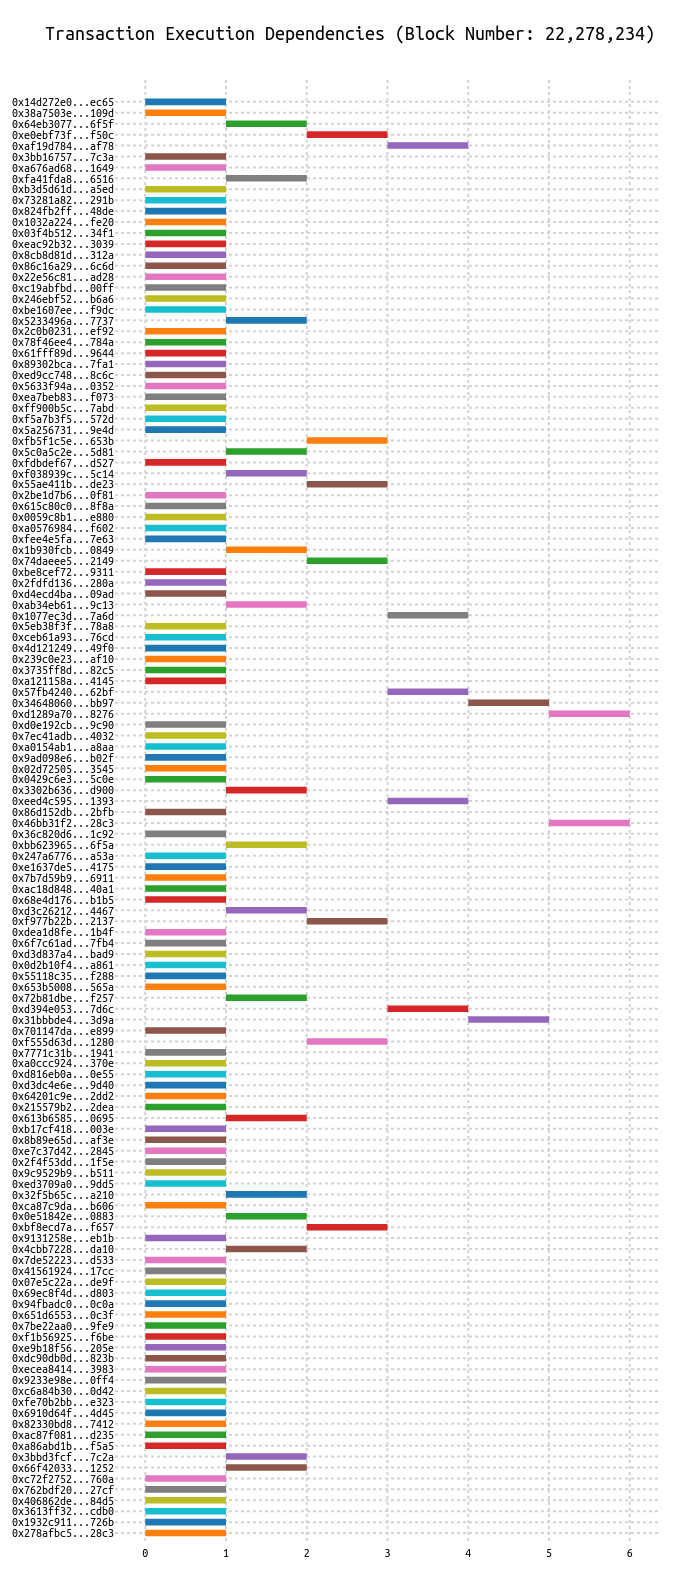 Transaction Execution Dependencies (Block Number: 22,278,234)
0x14d272e0...ec65
0x38a7503e...109d
0x64eb3077...6f5f
0xe0ebf73f...f50c
0xaf19d784...af78
0x3bb16757...7c3a
0xa676ad68...1649
0xfa41fda8...6516
0xb3d5d61d...a5ed
0x73281a82...291b
0x824fb2ff...48de
0x1032a224...fe20
0x03f4b512...34f1
0xeac92b32...3039
0x8cb8d81d...312a
0x86c16a29...6c6d
0x22e56c81...ad28
0xc19abfbd...00ff
0x246ebf52...b6a6
0xbe1607ee...f9dc
0x5233496a...7737
0x2c0b0231...ef92
0x78f46ee4...784a
0x61fff89d...9644
0x89302bca...7fa1
0xed9cc748...8c6c
0x5633f94a...0352
0xea7beb83...f073
0xff900b5c...7abd
0xf5a7b3f5...572d
0x5a256731...9e4d
0xfb5f1c5e...653b
0x5c0a5c2e...5d81
0xfdbdef67...d527
0xf038939c...5c14
0x55ae411b...de23
0x2be1d7b6...0f81
0x615c80c0...8f8a
0x0059c8b1...e880
0xa0576984...f602
0xfee4e5fa...7e63
0x1b930fcb...0849
0x74daeee5...2149
0xbe8cef72...9311
0x2fdfd136...280a
0xd4ecd4ba...09ad
0xab34eb61...9c13
0x1077ec3d...7a6d
0x5eb38f3f...78a8
0xceb61a93...76cd
0x4d121249...49f0
0x239c0e23...af10
0x3735ff8d...82c5
0xa121158a...4145
0x57fb4240...62bf
0x34648060...bb97
0xd1289a70...8276
0xd0e192cb...9c90
0x7ec41adb...4032
0xa0154ab1...a8aa
0x9ad098e6...b02f
0x02d72505...3545
0x0429c6e3...5c0e
0x3302b636...d900
0xeed4c595...1393
0x86d152db...2bfb
0x46bb31f2...28c3
0x36c820d6...1c92
0xbb623965...6f5a
0x247a6776...a53a
0xe1637de5...4175
0x7b7d59b9...6911
0xac18d848...40a1
0x68e4d176...b1b5
0xd3c26212...4467
0xf977b22b...2137
0xdea1d8fe...1b4f
0x6f7c61ad...7fb4
0xd3d837a4...bad9
0x0d2b10f4...a861
0x55118c35...f288
0x653b5008...565a
0x72b81dbe...f257
0xd394e053...7d6c
0x31bbbde4...3d9a
0x701147da...e899
0xf555d63d...1280
0x7771c31b...1941
0xa0ccc924...370e
0xd816eb0a...0e55
0xd3dc4e6e...9d40
0x64201c9e...2dd2
0x215579b2...2dea
0x613b6585...0695
0xb17cf418...003e
0x8b89e65d...af3e
0xe7c37d42...2845
0x2f4f53dd...1f5e
0x9c9529b9...b511
0xed3709a0...9dd5
0x32f5b65c...a210
0xca87c9da...b606
0x0e51842e...0883
0xbf8ecd7a...f657
0x9131258e...eb1b
0x4cbb7228...da10
0x7de52223...d533
0x41561924...17cc
0x07e5c22a...de9f
0x69ec8f4d...d803
0x94fbadc0...0c0a
0x651d6553...0c3f
0x7be22aa0...9fe9
0xf1b56925...f6be
0xe9b18f56...205e
0xdc90db0d...823b
0xecea8414...3983
0x9233e98e...0ff4
0xc6a84b30...0d42
0xfe70b2bb...e323
0x6910d64f...4d45
0x82330bd8...7412
0xac87f081...d235
0xa86abd1b...f5a5
0x3bbd3fcf...7c2a
0x66f42033...1252
0xc72f2752...760a
0x762bdf20...27cf
0x406862de...84d5
0x3613ff32...cdb0
0x1932c911...726b
0x278afbc5...28c3
0 1 2 3 4 5 6